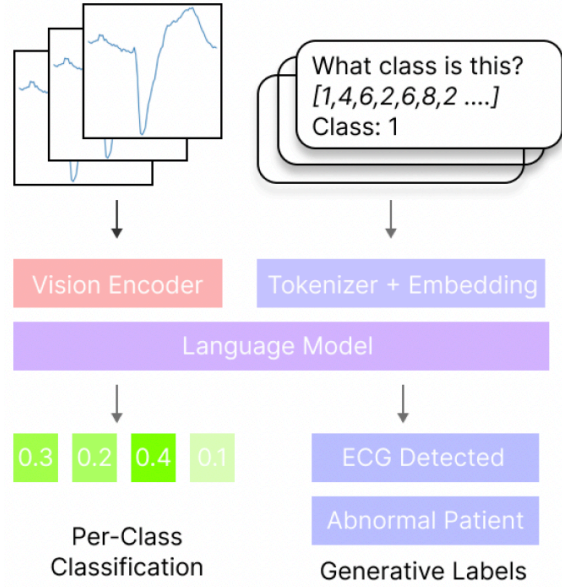 What class is this?
[1,4,6,2,6,8,2 ....]
Class: 1
Vision Encoder
Tokenizer + Embedding
Language Model
0.3
0.2
0.4
0.1
ECG Detected
Abnormal Patient
Per-Class
Classification
Generative Labels